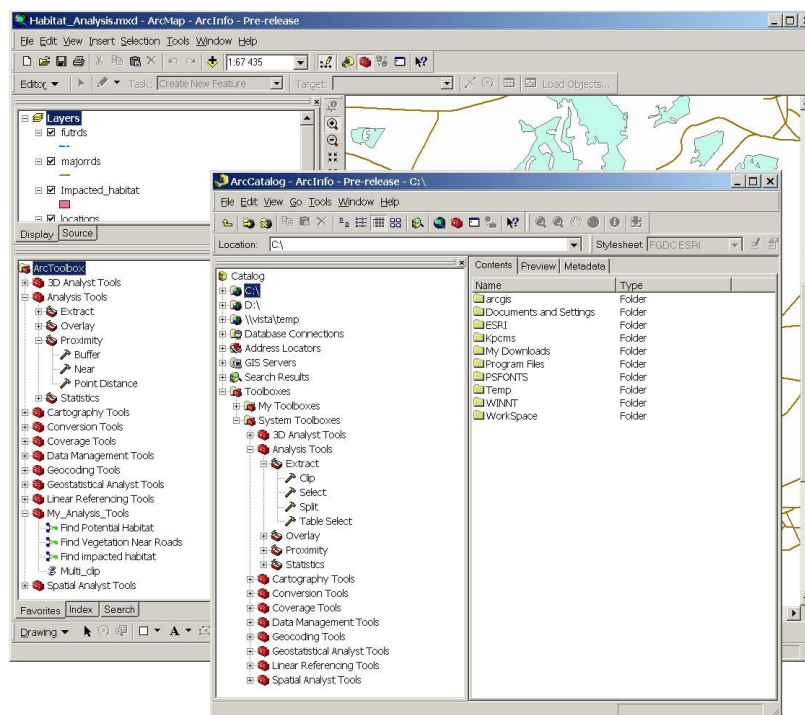 Habitat_Analysis.mxd - ArcMap - ArcInfo - Pre-release
File Edit View Insert Selection Tools Window Help
1:67 435
Editor Task: Create New Feature Target: Load Objects...
Layers
futrds
majorrds
Impacted_habitat
locations
Display Source
ArcToolbox
3D Analyst Tools
Analysis Tools
Extract
Overlay
Proximity
Buffer
Near
Point Distance
Statistics
Cartography Tools
Conversion Tools
Coverage Tools
Data Management Tools
Geocoding Tools
Geostatistical Analyst Tools
Linear Referencing Tools
My_Analysis_Tools
Find Potential Habitat
Find Vegetation Near Roads
Find impacted habitat
Multi_clip
Spatial Analyst Tools
Favorites Index Search
Drawing A
ArcCatalog - ArcInfo - Pre-release - C:\
File Edit View Go Tools Window Help
Location: C:\ Stylesheet: FGDC ESRI
Catalog
C:\
D:\
\\vista\temp
Database Connections
Address Locators
GIS Servers
Search Results
Toolboxes
My Toolboxes
System Toolboxes
3D Analyst Tools
Analysis Tools
Extract
Clip
Select
Split
Table Select
Overlay
Proximity
Statistics
Cartography Tools
Conversion Tools
Coverage Tools
Data Management Tools
Geocoding Tools
Geostatistical Analyst Tools
Linear Referencing Tools
Spatial Analyst Tools
Contents Preview Metadata
Name Type
arcgis Folder
Documents and Settings Folder
ESRI Folder
Kpcms Folder
My Downloads Folder
Program Files Folder
PSFONTS Folder
Temp Folder
WINNT Folder
WorkSpace Folder